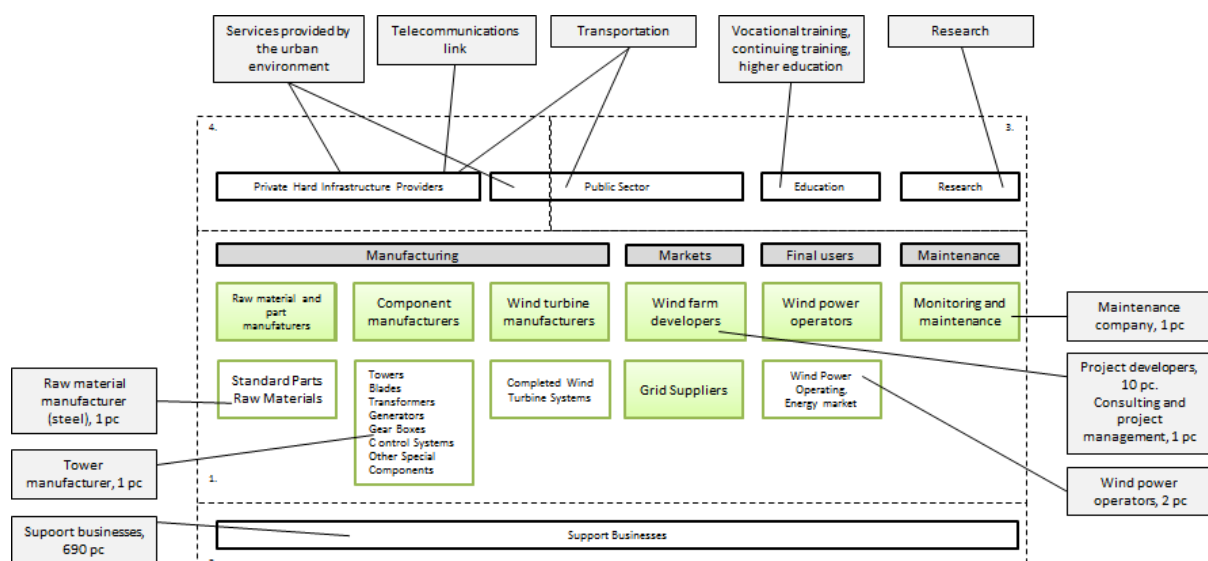 Services provided by
the urban
environment
Telecommunications
link
Transportation
Vocational training,
continuing training,
higher education
Research
4.
3.
Private Hard Infrastructure Providers
Public Sector
Education
Research
Manufacturing
Markets
Final users
Maintenance
Raw material and
part
manufaturers
Component
manufacturers
Wind turbine
manufacturers
Wind farm
developers
Wind power
operators
Monitoring and
maintenance
Maintenance
company, 1 pc
Raw material
manufacturer
(steel), 1 pc
Standard Parts
Raw Materials
Towers
Blades
Transformers
Generators
Gear Boxes
Control Systems
Other Special
Components
Completed Wind
Turbine Systems
Grid Suppliers
Wind Power
Operating,
Energy market
Project developers,
10 pc.
Consulting and
project
management, 1 pc
Tower
manufacturer, 1 pc
1.
Wind power
operators, 2 pc
Supoort businesses,
690 pc
Support Businesses